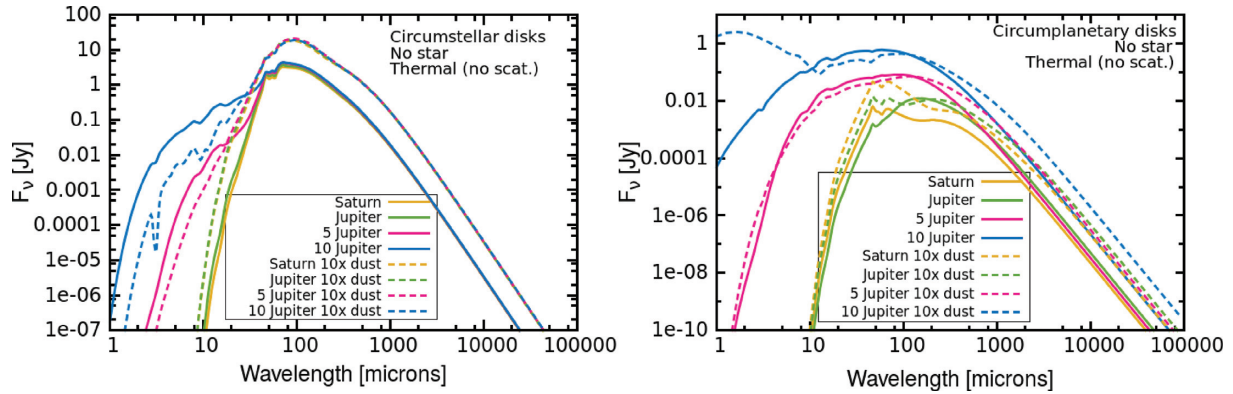 100
10
1
0.1
0.01
0.001
0.0001
1e-05
1e-06
1e-07
Fν [Jy]
Circumstellar disks
No star
Thermal (no scat.)
Saturn
Jupiter
5 Jupiter
10 Jupiter
Saturn 10x dust
Jupiter 10x dust
5 Jupiter 10x dust
10 Jupiter 10x dust
1 10 100 1000 10000 100000
Wavelength [microns]
1
0.01
0.0001
1e-06
1e-08
1e-10
Fν [Jy]
Circumplanetary disks
No star
Thermal (no scat.)
Saturn
Jupiter
5 Jupiter
10 Jupiter
Saturn 10x dust
Jupiter 10x dust
5 Jupiter 10x dust
10 Jupiter 10x dust
1 10 100 1000 10000 100000
Wavelength [microns]